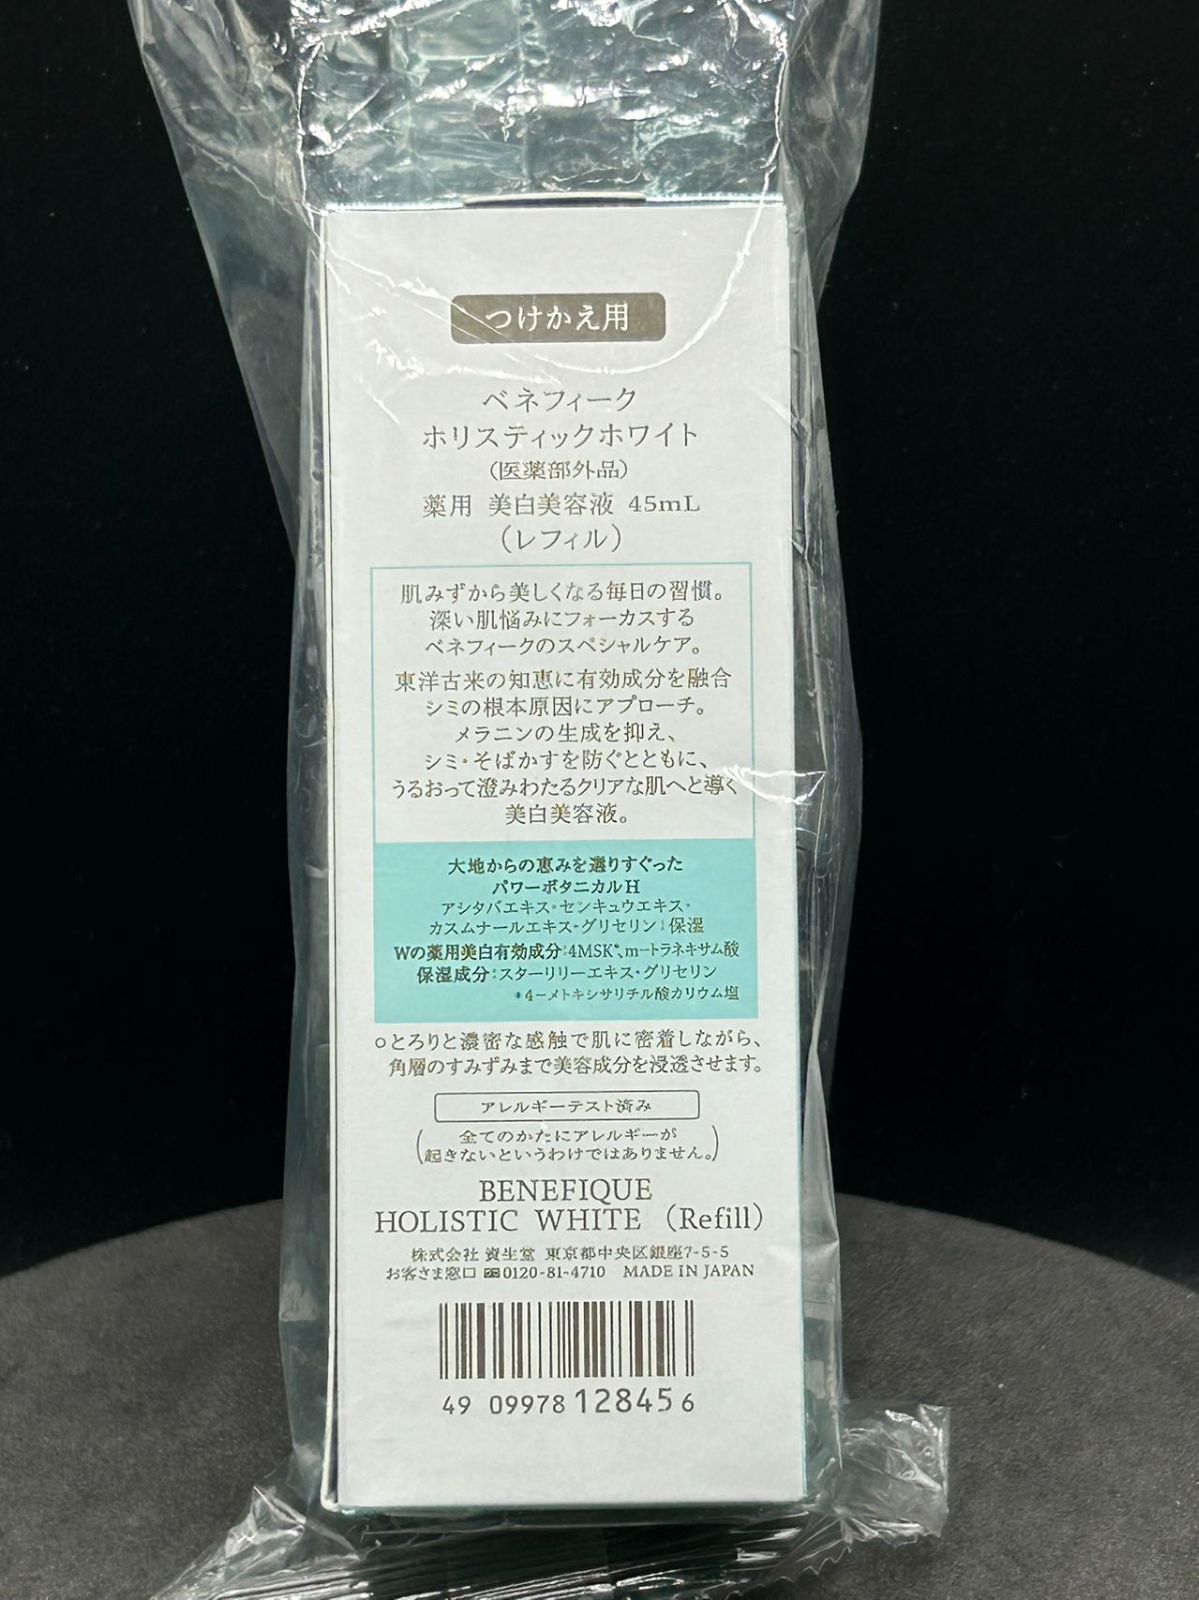 つけかえ用
ベネフィーク
ホリスティックホワイト
（医薬部外品）
薬用 美白美容液 45mL
（レフィル）
肌みずから美しくなる毎日の習慣。
深い肌悩みにフォーカスする
ベネフィークのスペシャルケア。
東洋古来の知恵に有効成分を融合
シミの根本原因にアプローチ。
メラニンの生成を抑え、
シミ・そばかすを防ぐとともに、
うるおって澄みわたるクリアな肌へと導く
美白美容液。
大地からの恵みを選りすぐった
パワーボタニカルH
アシタバエキス・センキュウエキス・
カスムナールエキス・グリセリン：保湿
Wの薬用美白有効成分：4MSK*、m－トラネキサム酸
保湿成分：スターリリーエキス・グリセリン
*4－メトキシサリチル酸カリウム塩
○とろりと濃密な感触で肌に密着しながら、
角層のすみずみまで美容成分を浸透させます。
アレルギーテスト済み
（全てのかたにアレルギーが
起きないというわけではありません。）
BENEFIQUE
HOLISTIC WHITE （Refill）
株式会社 資生堂 東京都中央区銀座7-5-5
お客さま窓口 0120-81-4710 MADE IN JAPAN
49 09978 128456